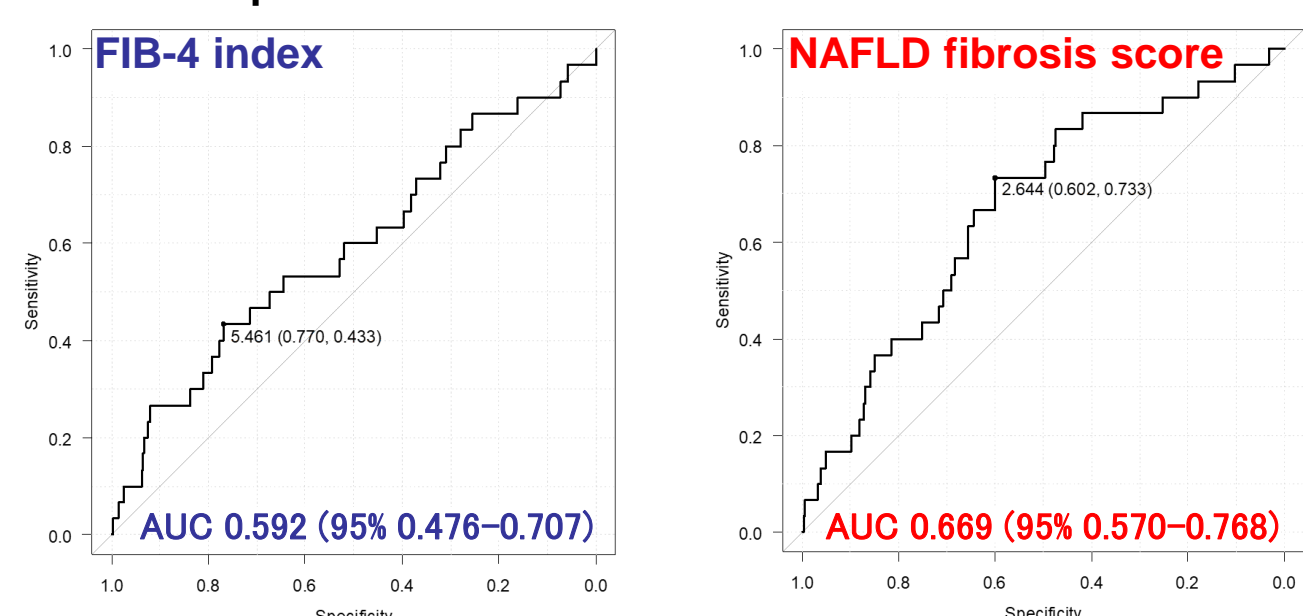 FIB-4 index
1.0
0.8
0.6
0.4
0.2
0.0
Sensitivity
5.461 (0.770, 0.433)
AUC 0.592 (95% 0.476-0.707)
1.0 0.8 0.6 0.4 0.2 0.0
Specificity
NAFLD fibrosis score
1.0
0.8
0.6
0.4
0.2
0.0
Sensitivity
2.644 (0.602, 0.733)
AUC 0.669 (95% 0.570-0.768)
1.0 0.8 0.6 0.4 0.2 0.0
Specificity